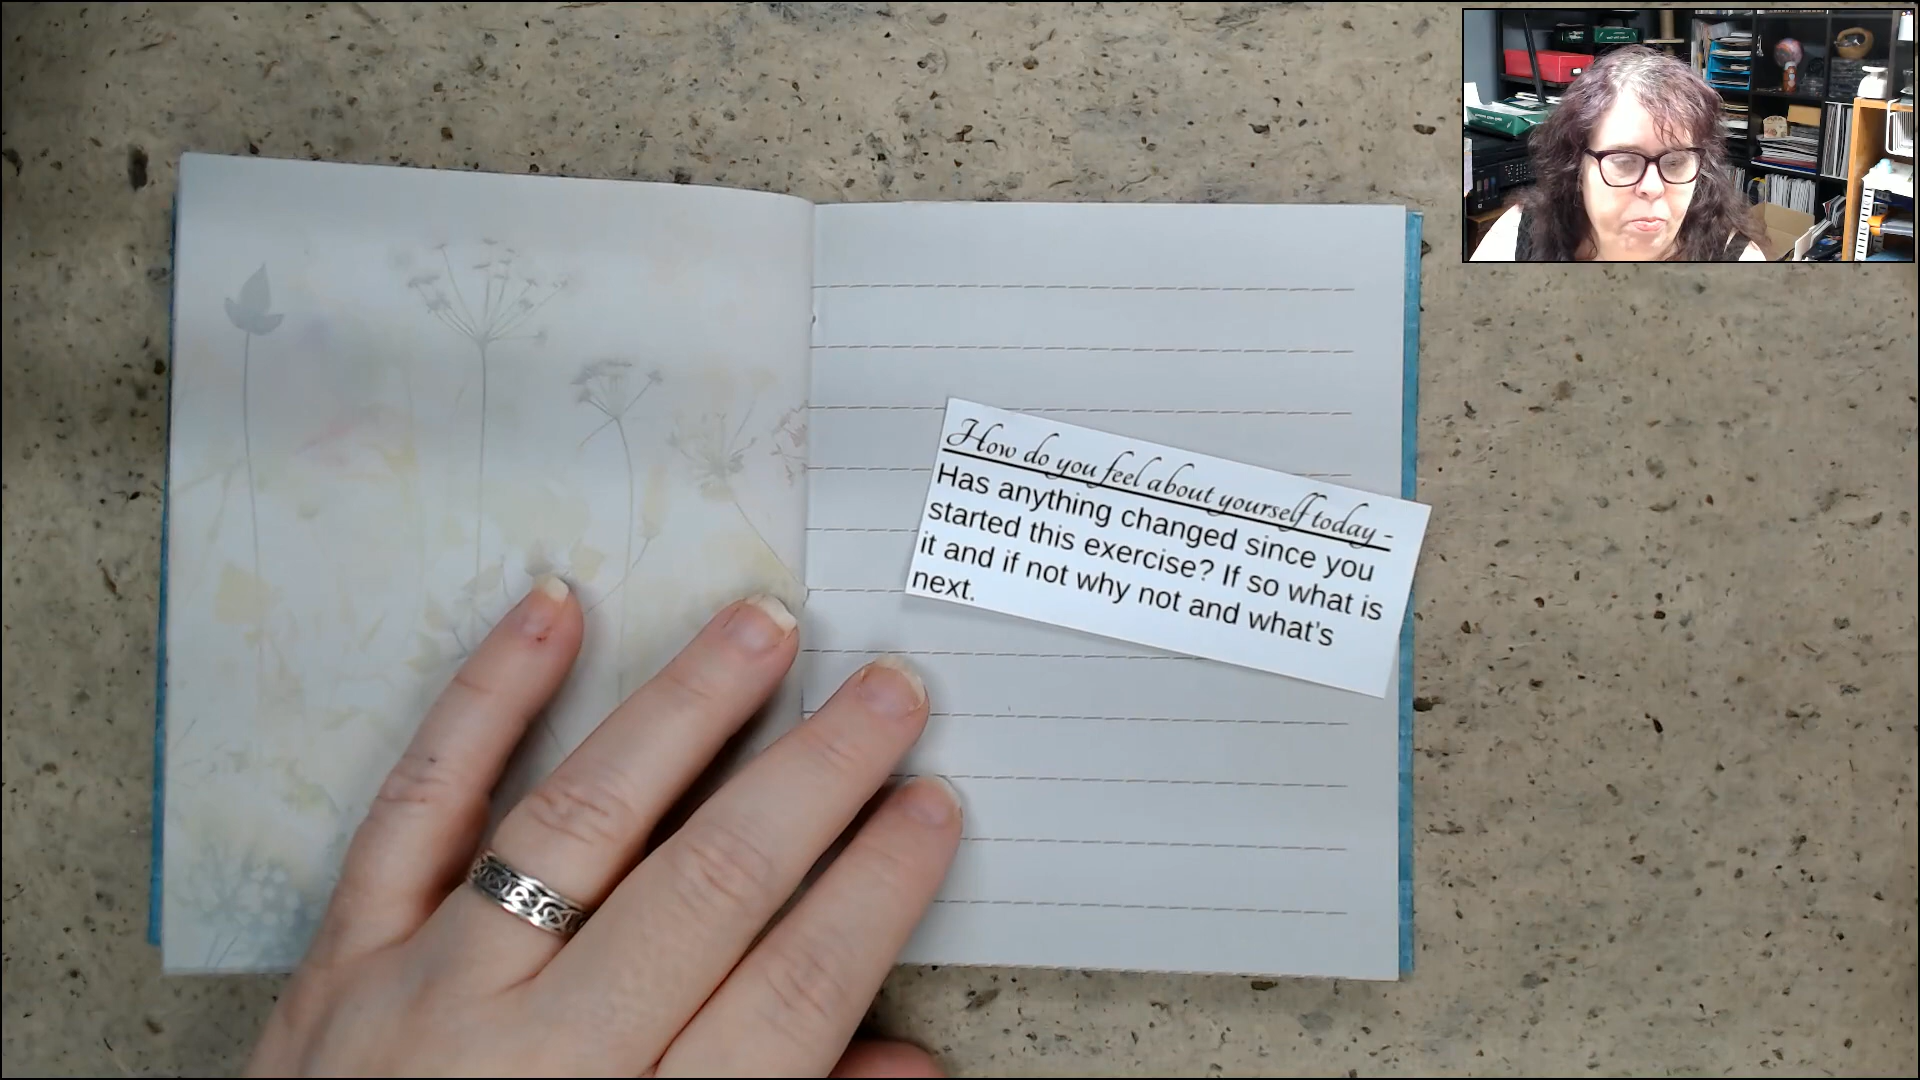 How do you feel about yourself today -
Has anything changed since you
started this exercise? If so what is
it and if not why not and what's
next.